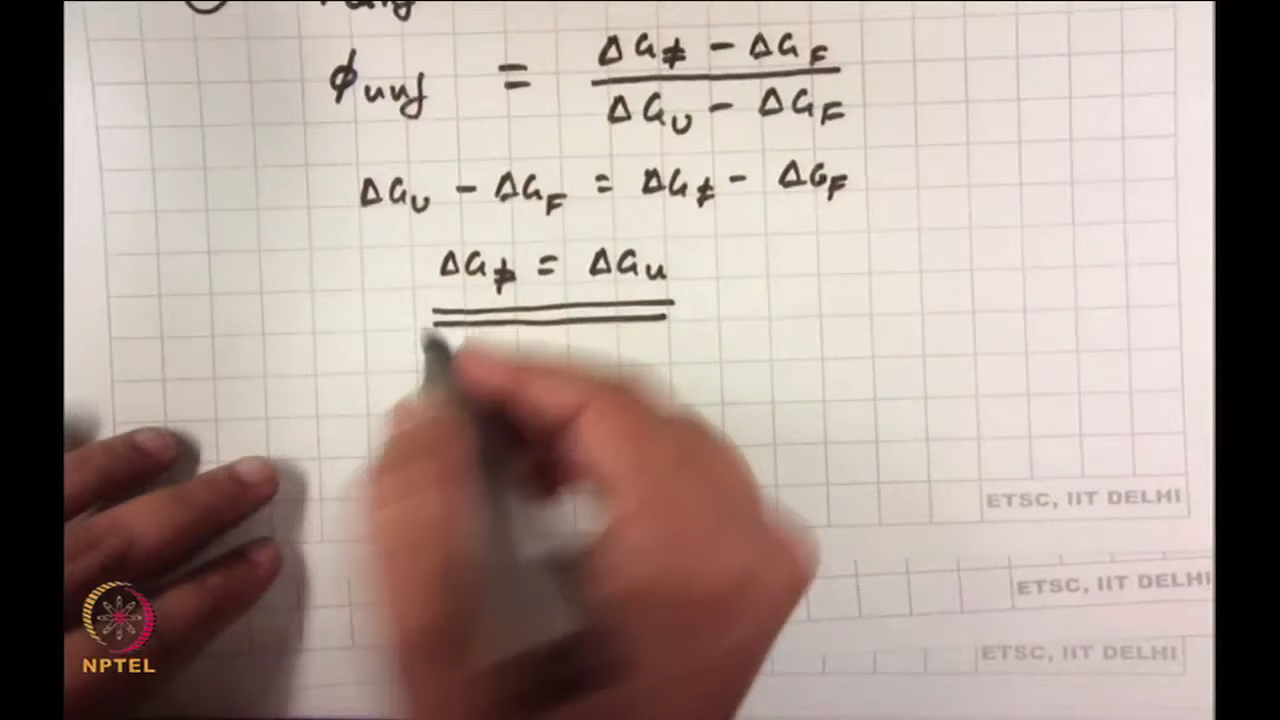 ϕunf = ΔG≠ - ΔGF / ΔGU - ΔGF
ΔGU - ΔGF = ΔG≠ - ΔGF
ΔG≠ = ΔGu
ETSC, IIT DELHI
ETSC, IIT DELHI
ETSC, IIT DELHI
NPTEL